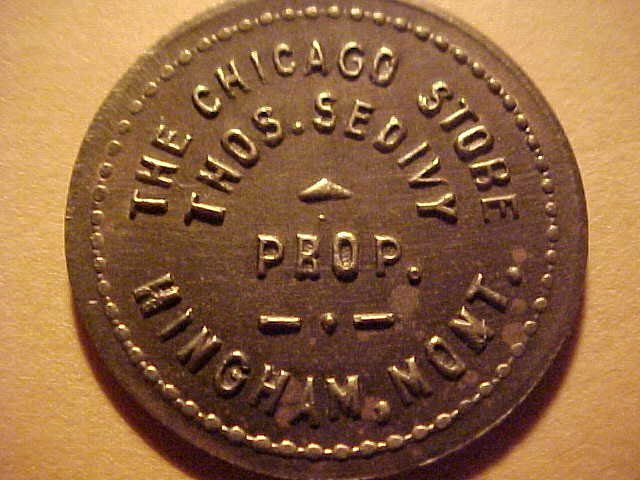 THE CHICAGO STORE
THOS. SEDIVY
PROP.
HINGHAM, MONT.